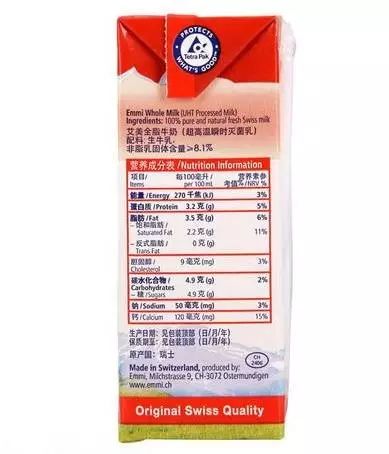 PROTECTS
Tetra Pak
WHAT'S GOOD
Emmi Whole Milk (UHT Processed Milk)
Ingredients: 100% pure and natural fresh Swiss milk
艾美全脂牛奶 (超高温瞬时灭菌乳)
配料: 生牛乳,
非脂乳固体含量≥8.1%
营养成分表/Nutrition Information
项目/ 每100毫升/ 营养素参
Items per 100 mL 考值%/NRV %
能量/Energy 270 千焦 (kJ) 3%
蛋白质/Protein 3.2 克 (g) 5%
脂肪/Fat 3.5 克 (g) 6%
- 饱和脂肪/ 2.2 克 (g) 11%
Saturated Fat
- 反式脂肪/ 0 克 (g)
Trans Fat
胆固醇/ 9 毫克 (mg) 3%
Cholesterol
碳水化合物/ 4.9 克 (g) 2%
Carbohydrates
- 糖/Sugars 4.9 克 (g)
钠/Sodium 50 毫克 (mg) 3%
钙/Calcium 120 毫克 (mg) 15%
生产日期: 见包装顶部 (日/月/年)
保质期至: 见包装顶部 (日/月/年)
原产国: 瑞士
CH
2406
Made in Switzerland, produced by:
Emmi, Milchstrasse 9, CH-3072 Ostermundigen
www.emmi.ch
Original Swiss Quality